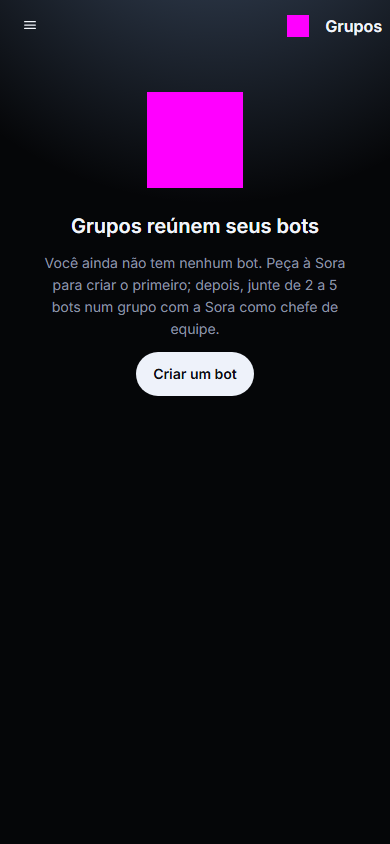 Grupos
Grupos reúnem seus bots
Você ainda não tem nenhum bot. Peça à Sora
para criar o primeiro; depois, junte de 2 a 5
bots num grupo com a Sora como chefe de
equipe.
Criar um bot